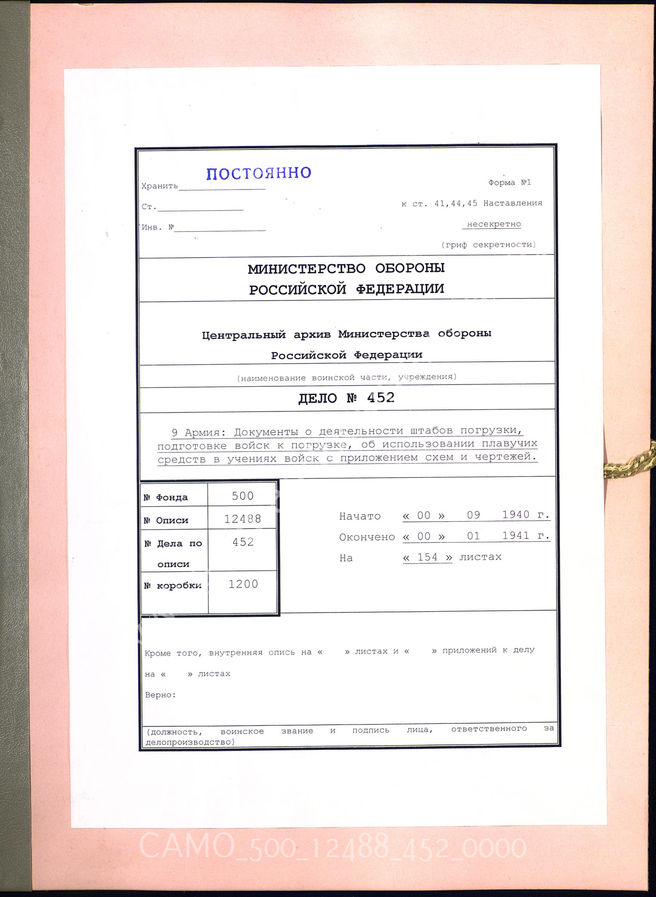 ПОСТОЯННО
Хранить
Форма №1
Ст.
к ст. 41,44,45 Наставления
Инв. №
несекретно
(гриф секретности)
МИНИСТЕРСТВО ОБОРОНЫ
РОССИЙСКОЙ ФЕДЕРАЦИИ
Центральный архив Министерства обороны
Российской Федерации
(наименование воинской части, учреждения)
ДЕЛО № 452
9 Армия: Документы о деятельности штабов погрузки,
подготовке войск к погрузке, об использовании плавучих
средств в учениях войск с приложением схем и чертежей.
№ Фонда 500
№ Описи 12488
№ Дела по описи 452
№ коробки 1200
Начато « 00 » 09 1940 г.
Окончено « 00 » 01 1941 г.
На « 154 » листах
Кроме того, внутренняя опись на « » листах и « » приложений к делу
на « » листах
Верно:
(должность, воинское звание и подпись лица, ответственного за
делопроизводство)
CAMO_500_12488_452_0000